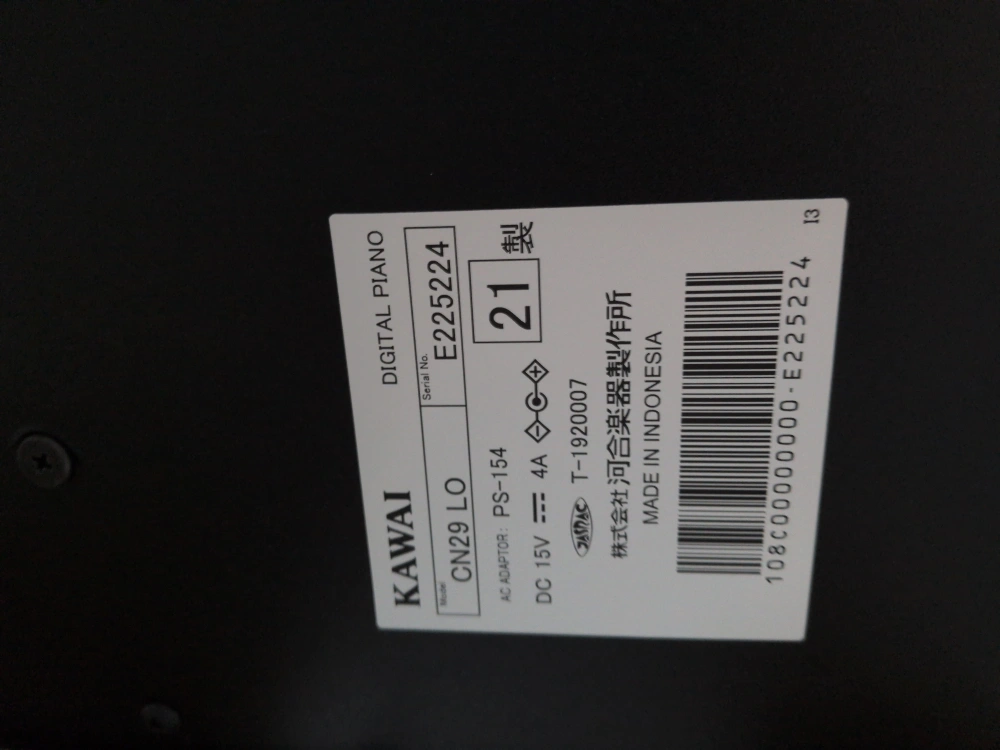 KAWAI DIGITAL PIANO
Model CN29 LO Serial No. E225224
AC ADAPTOR: PS-154
DC 15V ⎓ 4A
21 製
JASRAC T-1920007
株式会社 河合楽器製作所
MADE IN INDONESIA
108C00000000-E225224
I3